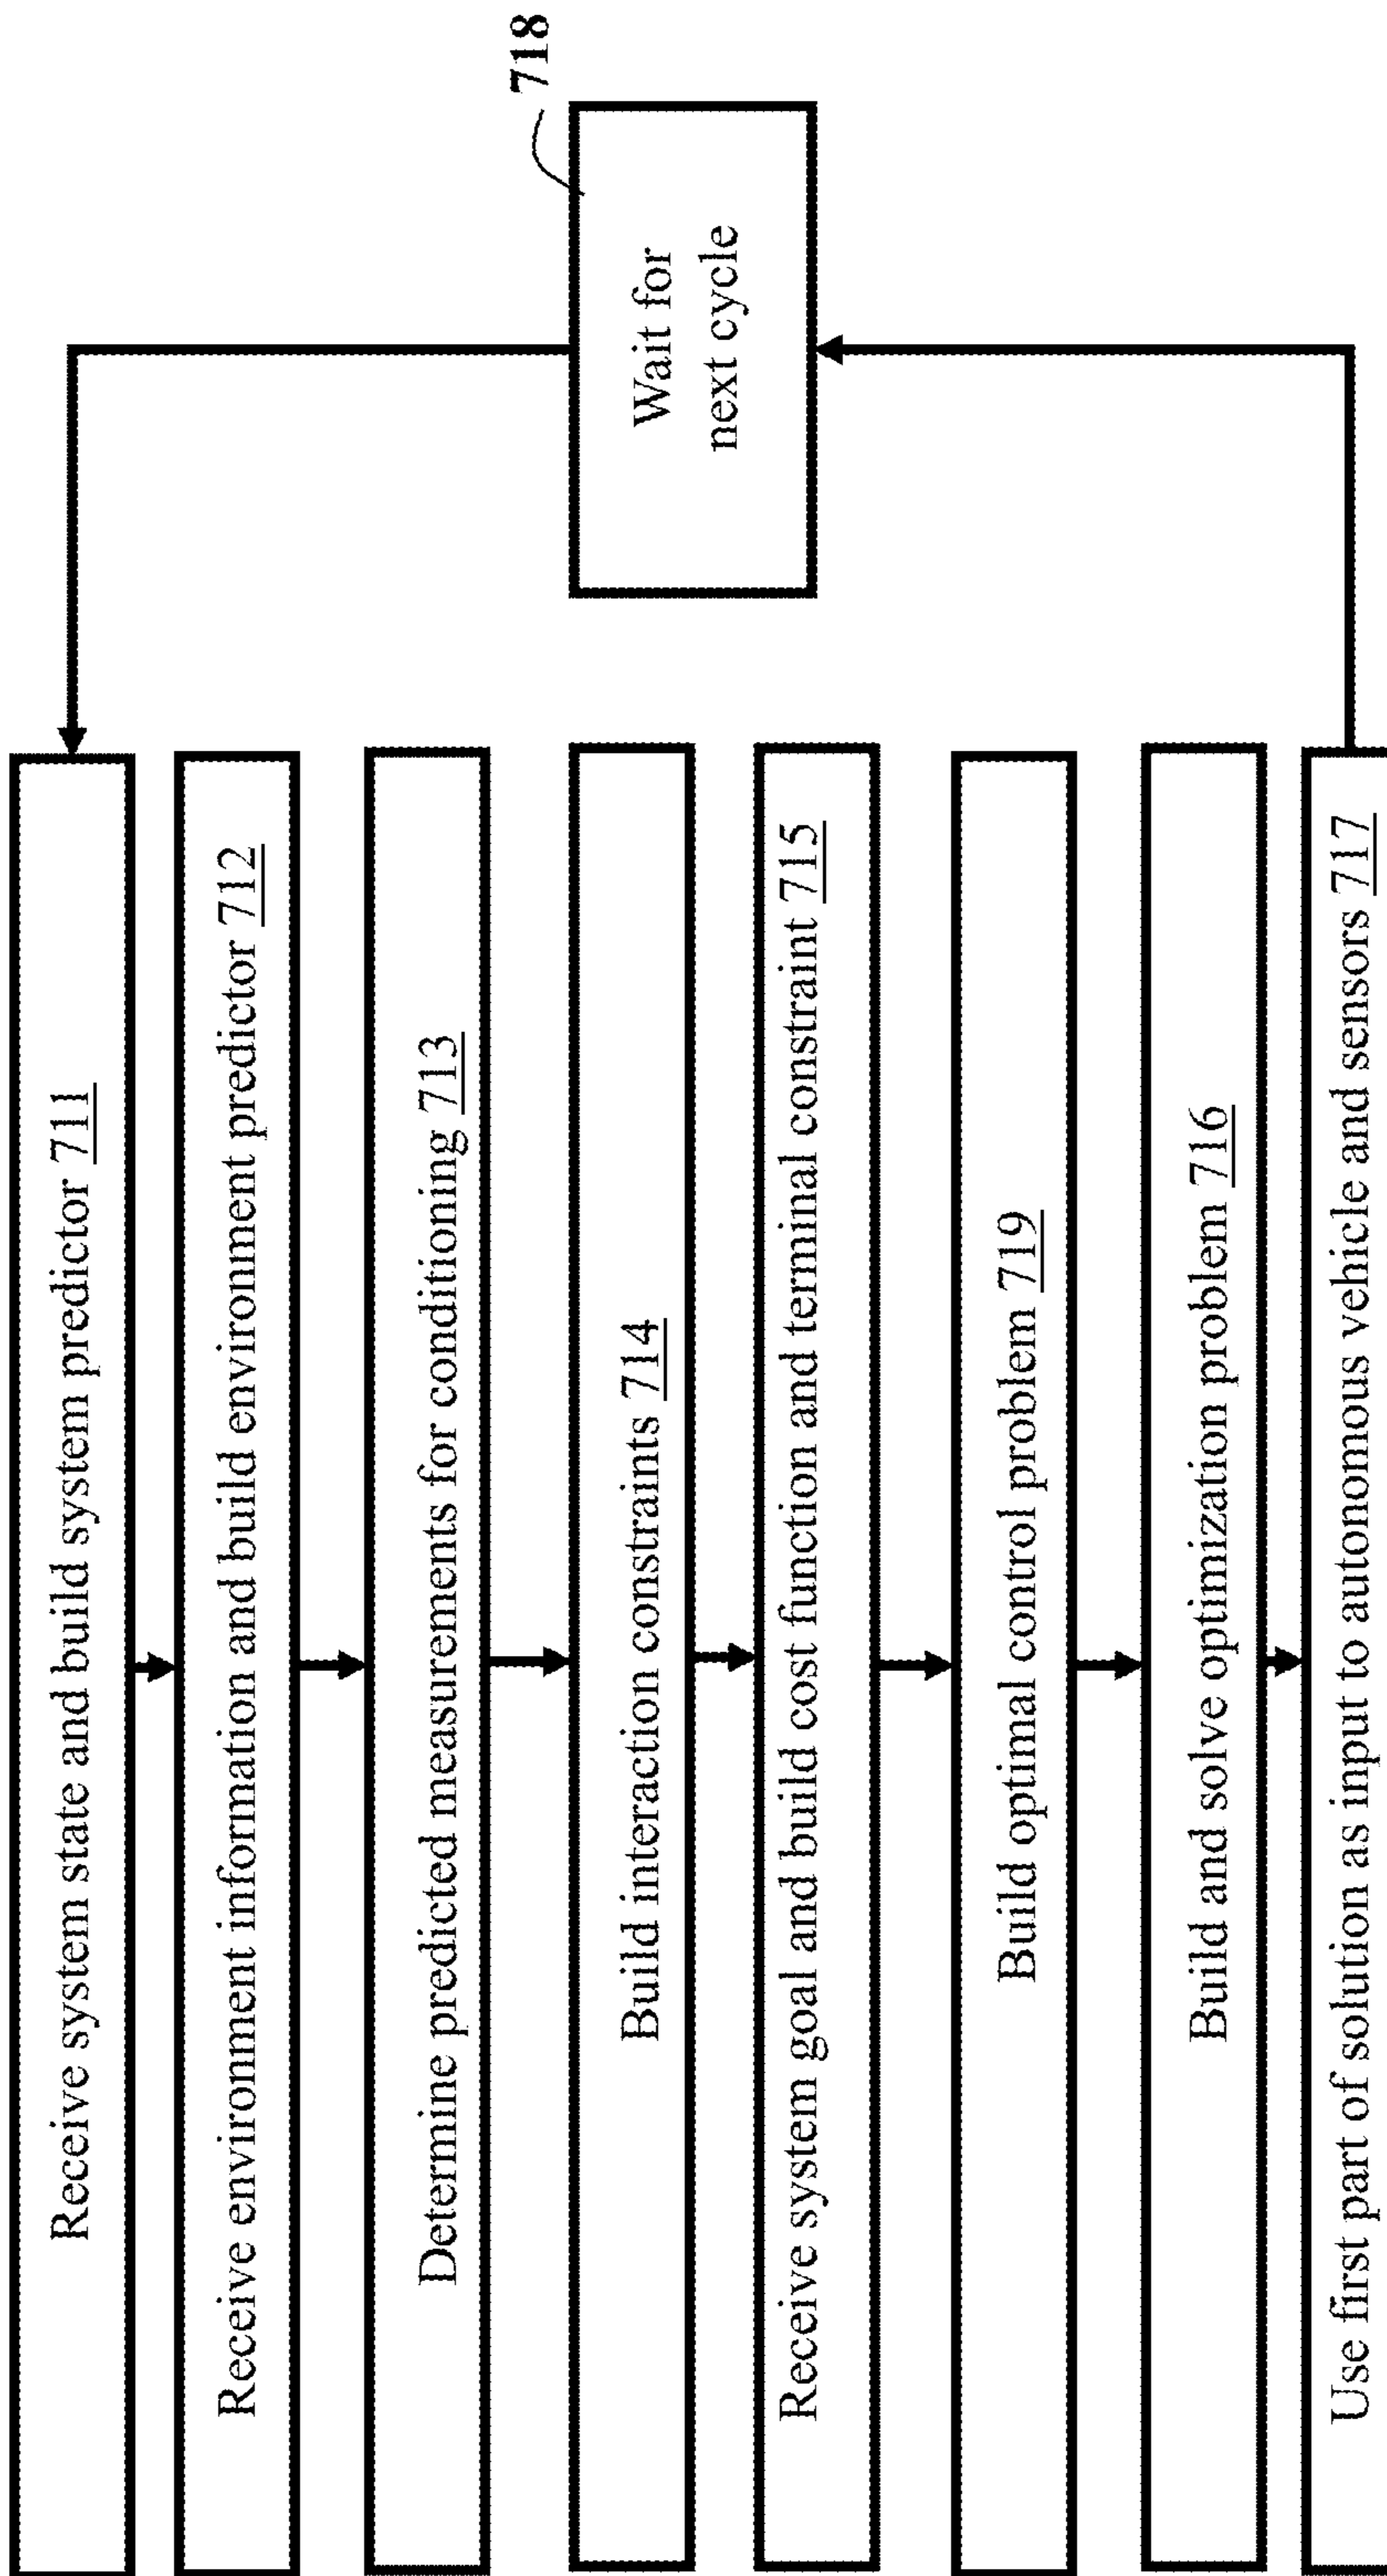 Receive system state and build system predictor 711
Receive environment information and build environment predictor 712
Determine predicted measurements for conditioning 713
Build interaction constraints 714
Receive system goal and build cost function and terminal constraint 715
Build optimal control problem 719
Build and solve optimization problem 716
Use first part of solution as input to autonomous vehicle and sensors 717
718
Wait for
next cycle